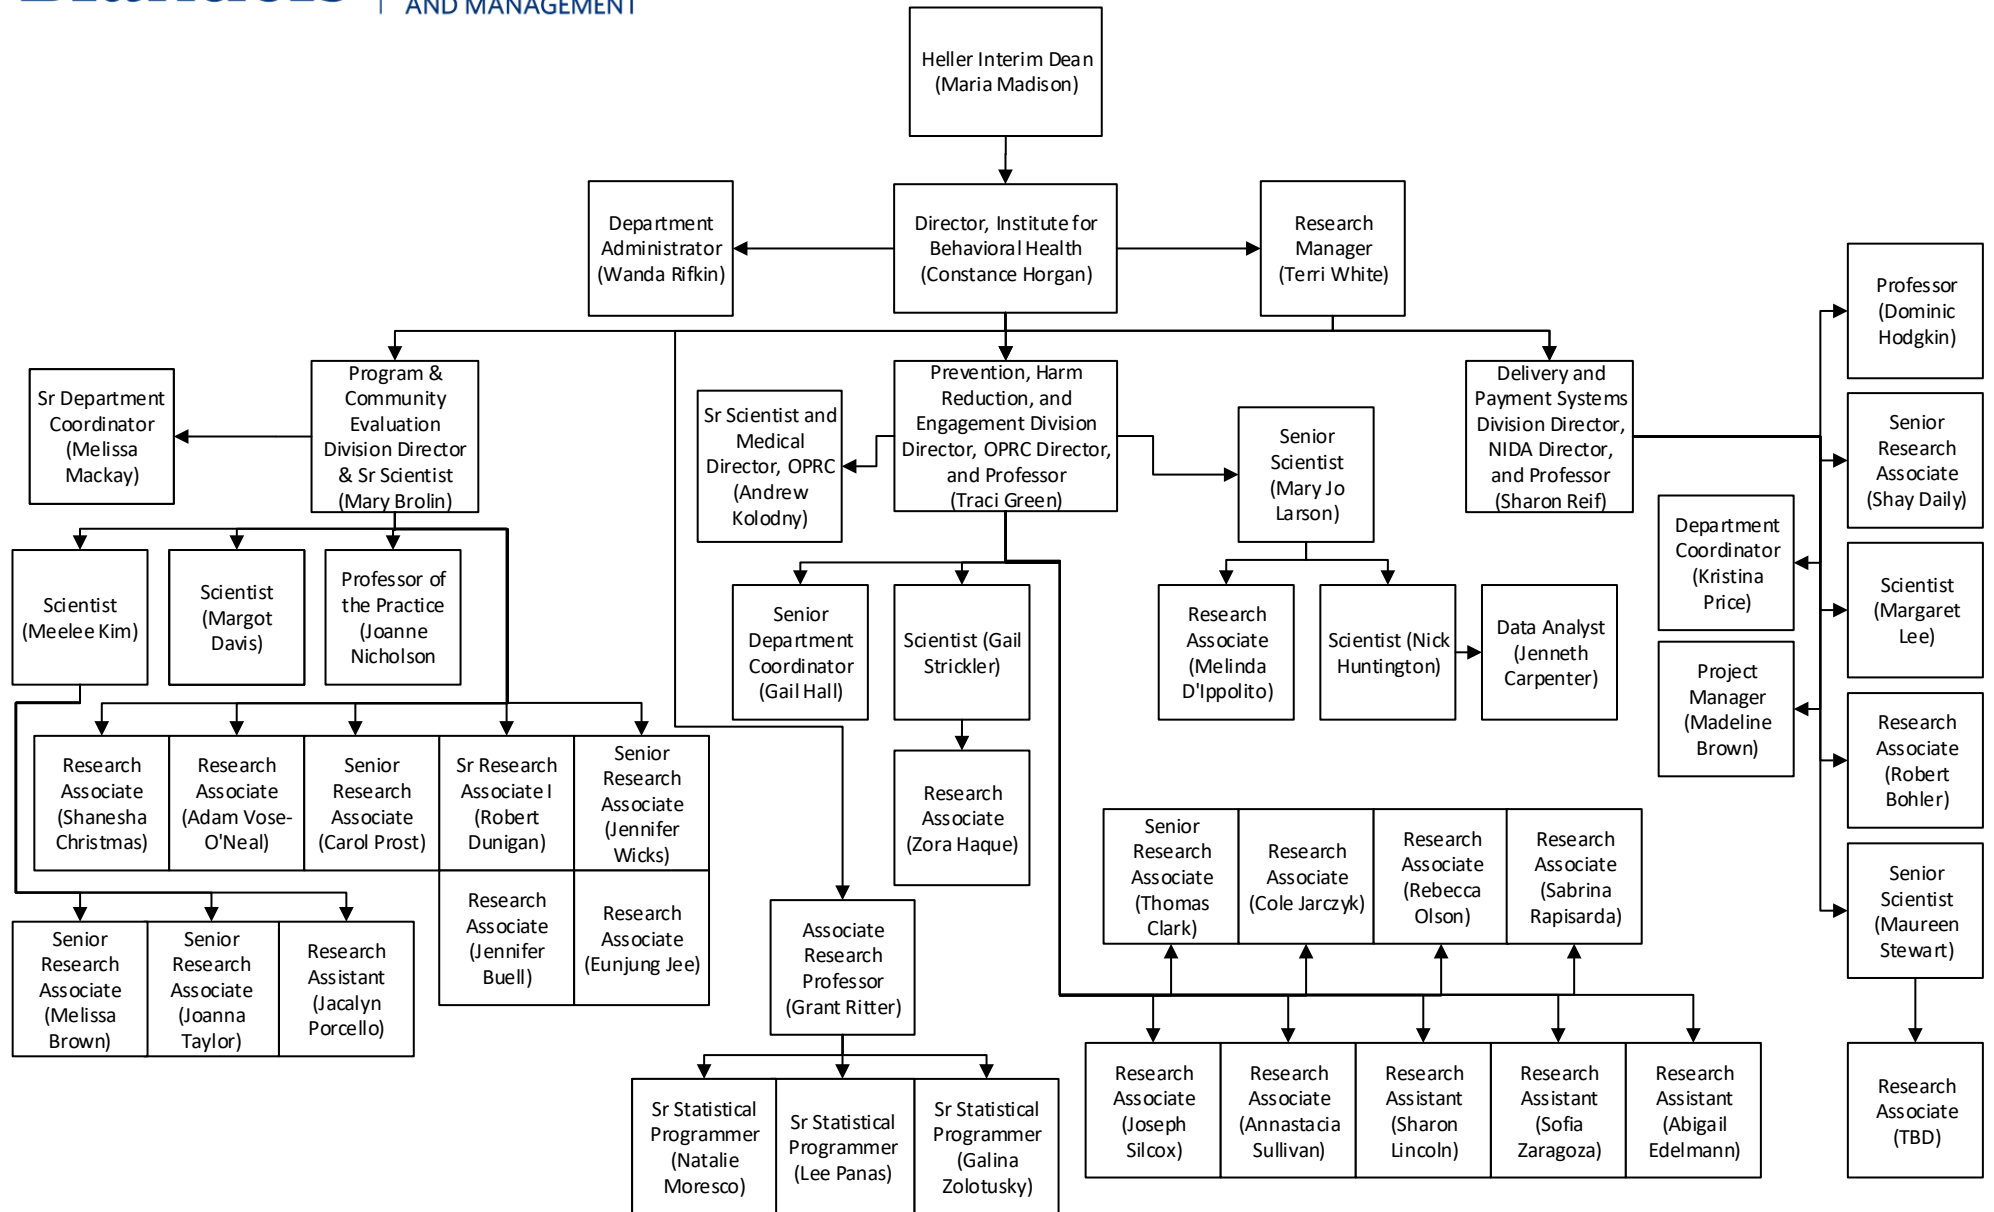 AND MANAGEMENT
Heller Interim Dean
(Maria Madison)
Department
Administrator
(Wanda Rifkin)
Director, Institute for
Behavioral Health
(Constance Horgan)
Research
Manager
(Terri White)
Sr Department
Coordinator
(Melissa
Mackay)
Program &
Community
Evaluation
Division Director
& Sr Scientist
(Mary Brolin)
Sr Scientist and
Medical
Director, OPRC
(Andrew
Kolodny)
Prevention, Harm
Reduction, and
Engagement Division
Director, OPRC Director,
and Professor
(Traci Green)
Senior
Scientist
(Mary Jo
Larson)
Delivery and
Payment Systems
Division Director,
NIDA Director,
and Professor
(Sharon Reif)
Professor
(Dominic
Hodgkin)
Senior
Research
Associate
(Shay Daily)
Department
Coordinator
(Kristina
Price)
Scientist
(Margaret
Lee)
Project
Manager
(Madeline
Brown)
Research
Associate
(Robert
Bohler)
Senior
Scientist
(Maureen
Stewart)
Research
Associate
(TBD)
Scientist
(Meelee Kim)
Scientist
(Margot
Davis)
Professor of
the Practice
(Joanne
Nicholson
Senior
Department
Coordinator
(Gail Hall)
Scientist (Gail
Strickler)
Research
Associate
(Melinda
D'Ippolito)
Scientist (Nick
Huntington)
Data Analyst
(Jenneth
Carpenter)
Research
Associate
(Shanesha
Christmas)
Research
Associate
(Adam Vose-
O'Neal)
Senior
Research
Associate
(Carol Prost)
Sr Research
Associate I
(Robert
Dunigan)
Senior
Research
Associate
(Jennifer
Wicks)
Research
Associate
(Zora Haque)
Research
Associate
(Jennifer
Buell)
Research
Associate
(Eunjung Jee)
Senior
Research
Associate
(Melissa
Brown)
Senior
Research
Associate
(Joanna
Taylor)
Research
Assistant
(Jacalyn
Porcello)
Associate
Research
Professor
(Grant Ritter)
Senior
Research
Associate
(Thomas
Clark)
Research
Associate
(Cole Jarczyk)
Research
Associate
(Rebecca
Olson)
Research
Associate
(Sabrina
Rapisarda)
Sr Statistical
Programmer
(Natalie
Moresco)
Sr Statistical
Programmer
(Lee Panas)
Sr Statistical
Programmer
(Galina
Zolotusky)
Research
Associate
(Joseph
Silcox)
Research
Associate
(Annastacia
Sullivan)
Research
Assistant
(Sharon
Lincoln)
Research
Assistant
(Sofia
Zaragoza)
Research
Assistant
(Abigail
Edelmann)